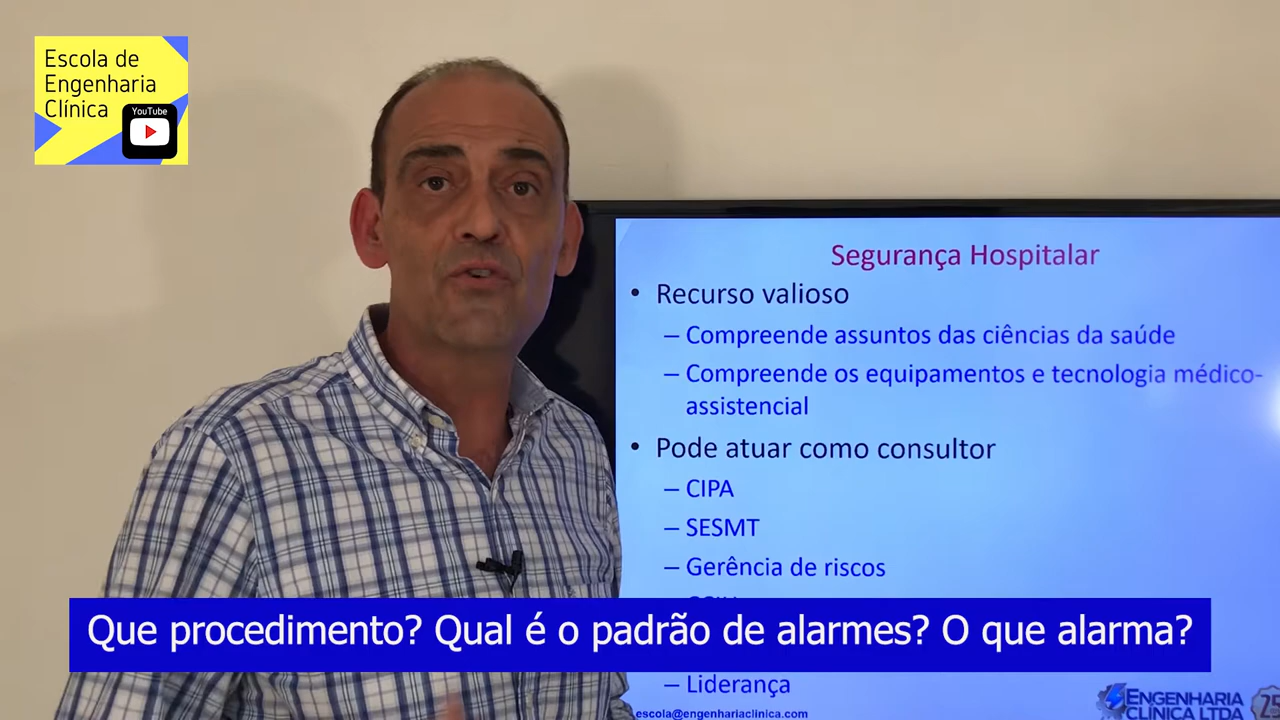 Escola de
Engenharia
Clínica
YouTube
Segurança Hospitalar
• Recurso valioso
– Compreende assuntos das ciências da saúde
– Compreende os equipamentos e tecnologia médico-
assistencial
• Pode atuar como consultor
– CIPA
– SESMT
– Gerência de riscos
Que procedimento? Qual é o padrão de alarmes? O que alarma?
– Liderança
escola@engenhariaclinica.com
ENGENHARIA
CLÍNICA LTDA
25